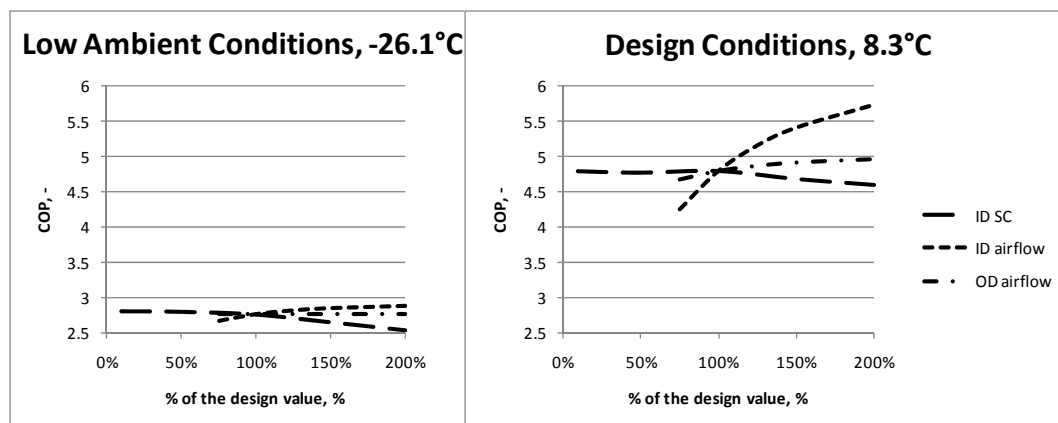 Low Ambient Conditions, -26.1°C
6
5.5
5
4.5
4
3.5
3
2.5
COP, -
0% 50% 100% 150% 200%
% of the design value, %
Design Conditions, 8.3°C
6
5.5
5
4.5
4
3.5
3
2.5
COP, -
0% 50% 100% 150% 200%
% of the design value, %
ID SC
ID airflow
OD airflow